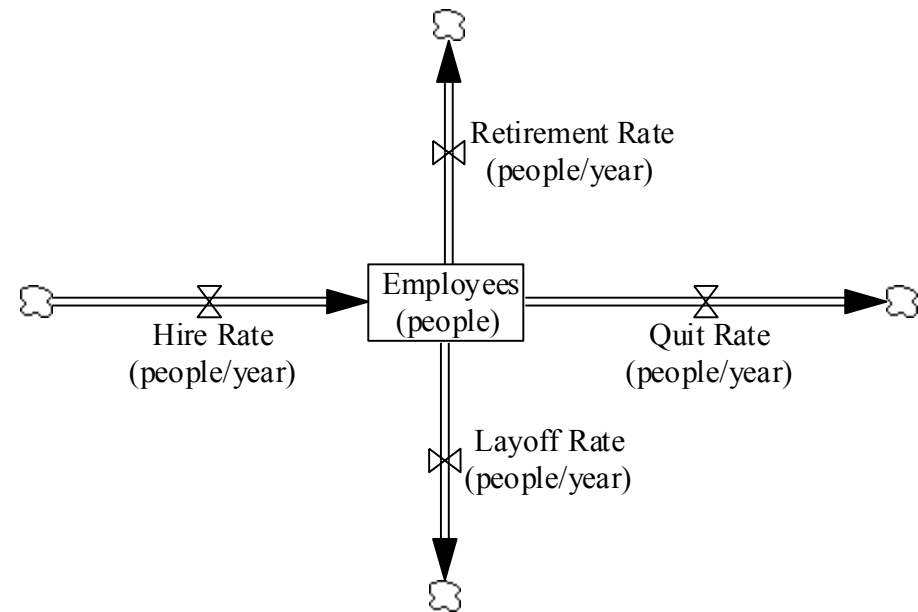 Retirement Rate
(people/year)
Employees
(people)
Hire Rate
(people/year)
Quit Rate
(people/year)
Layoff Rate
(people/year)